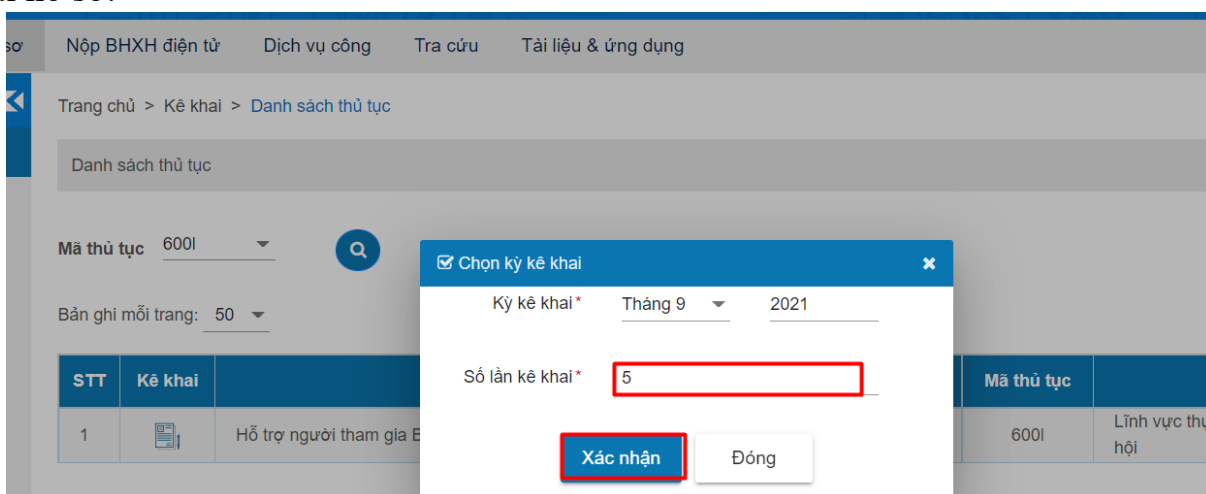 Nộp BHXH điện tử Dịch vụ công Tra cứu Tài liệu & ứng dụng
Trang chủ > Kê khai > Danh sách thủ tục
Danh sách thủ tục
Mã thủ tục 600I
Chọn kỳ kê khai
Kỳ kê khai* Tháng 9 2021
Bản ghi mỗi trang: 50
Số lần kê khai* 5
STT Kê khai Mã thủ tục
1 Hỗ trợ người tham gia 600I Lĩnh vực
hội
Xác nhận Đóng